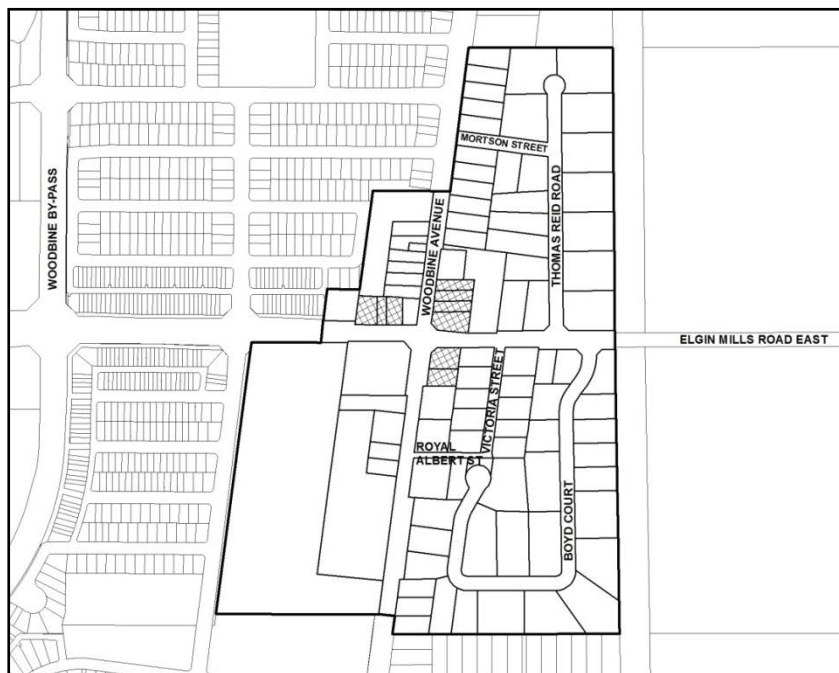 MORTSON STREET
WOODBINE BY-PASS
THOMAS REID ROAD
WOODBINE AVENUE
ELGIN MILLS ROAD EAST
VICTORIA STREET
ROYAL
ALBERT ST
BOYD COURT